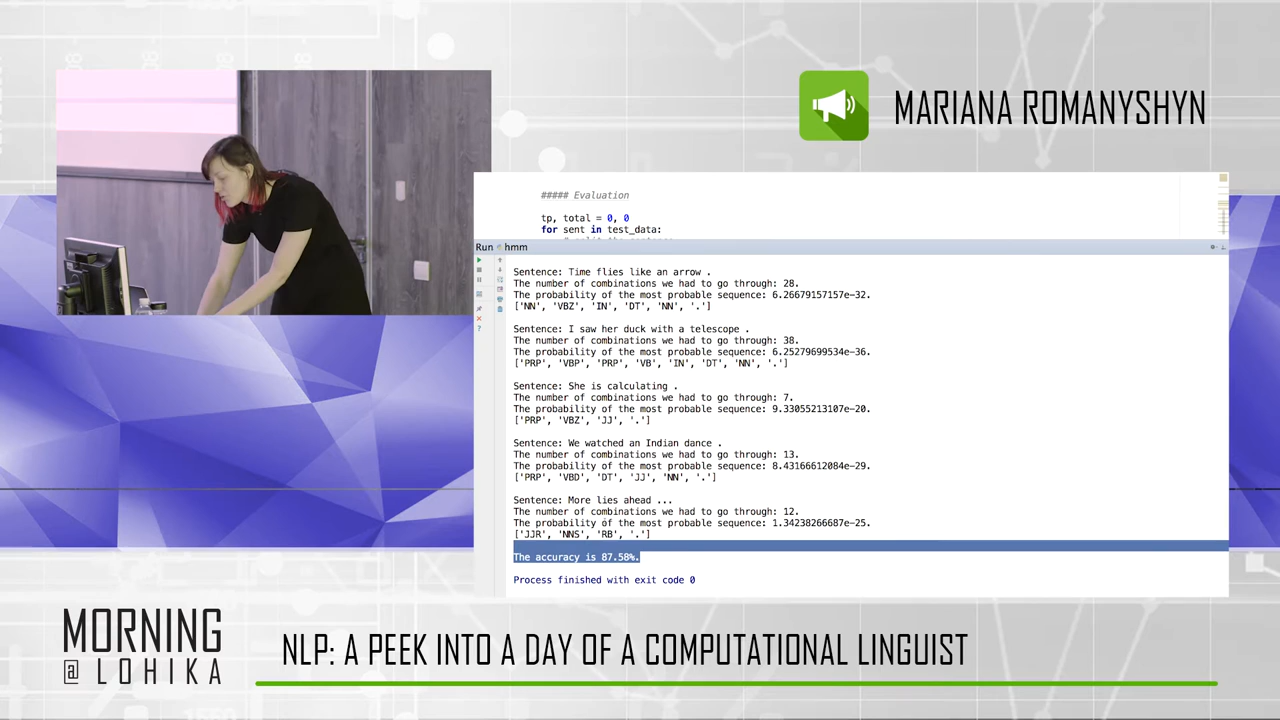 MARIANA ROMANYSHYN
##### Evaluation
tp, total = 0, 0
for sent in test_data:
Run hmm
Sentence: Time flies like an arrow .
The number of combinations we had to go through: 28.
The probability of the most probable sequence: 6.26679157157e-32.
['NN', 'VBZ', 'IN', 'DT', 'NN', '.']
Sentence: I saw her duck with a telescope .
The number of combinations we had to go through: 38.
The probability of the most probable sequence: 6.25279699534e-36.
['PRP', 'VBP', 'PRP', 'VB', 'IN', 'DT', 'NN', '.']
Sentence: She is calculating .
The number of combinations we had to go through: 7.
The probability of the most probable sequence: 9.33055213107e-20.
['PRP', 'VBZ', 'JJ', '.']
Sentence: We watched an Indian dance .
The number of combinations we had to go through: 13.
The probability of the most probable sequence: 8.43166612084e-29.
['PRP', 'VBD', 'DT', 'JJ', 'NN', '.']
Sentence: More lies ahead ...
The number of combinations we had to go through: 12.
The probability of the most probable sequence: 1.34238266687e-25.
['JJR', 'NNS', 'RB', '.']
The accuracy is 87.58%.
Process finished with exit code 0
MORNING
@ LOHIKA
NLP: A PEEK INTO A DAY OF A COMPUTATIONAL LINGUIST